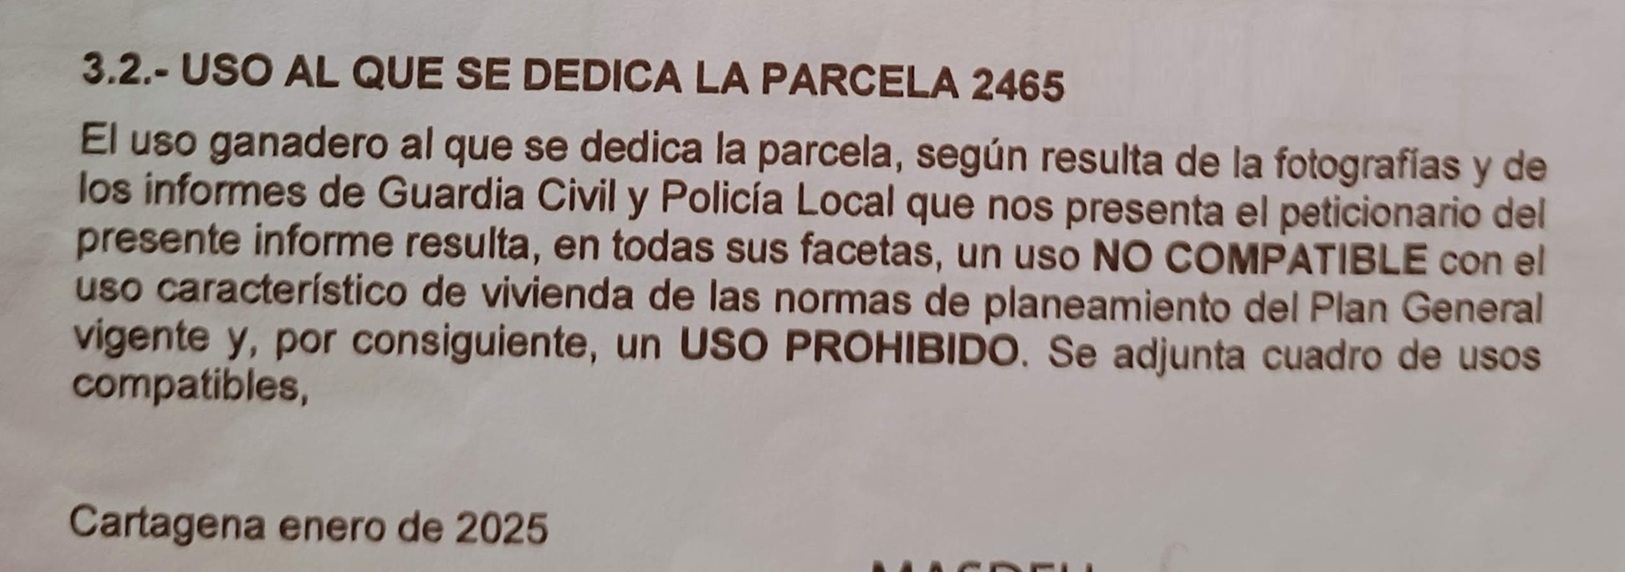 3.2.- USO AL QUE SE DEDICA LA PARCELA 2465
El uso ganadero al que se dedica la parcela, según resulta de la fotografías y de
los informes de Guardia Civil y Policía Local que nos presenta el peticionario del
presente informe resulta, en todas sus facetas, un uso NO COMPATIBLE con el
uso característico de vivienda de las normas de planeamiento del Plan General
vigente y, por consiguiente, un USO PROHIBIDO. Se adjunta cuadro de usos
compatibles,
Cartagena enero de 2025